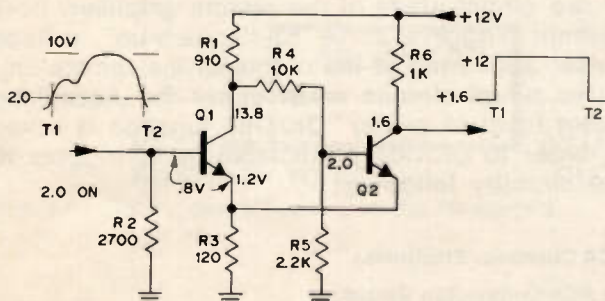 +12V
10V
R1
910
R4
10K
R6
1K
+12
+1.6
T1
T2
2.0
T1
T2
Q1
13.8
1.6
2.0
Q2
2.0 ON
.8V
1.2V
R2
2700
R3
120
R5
2.2K